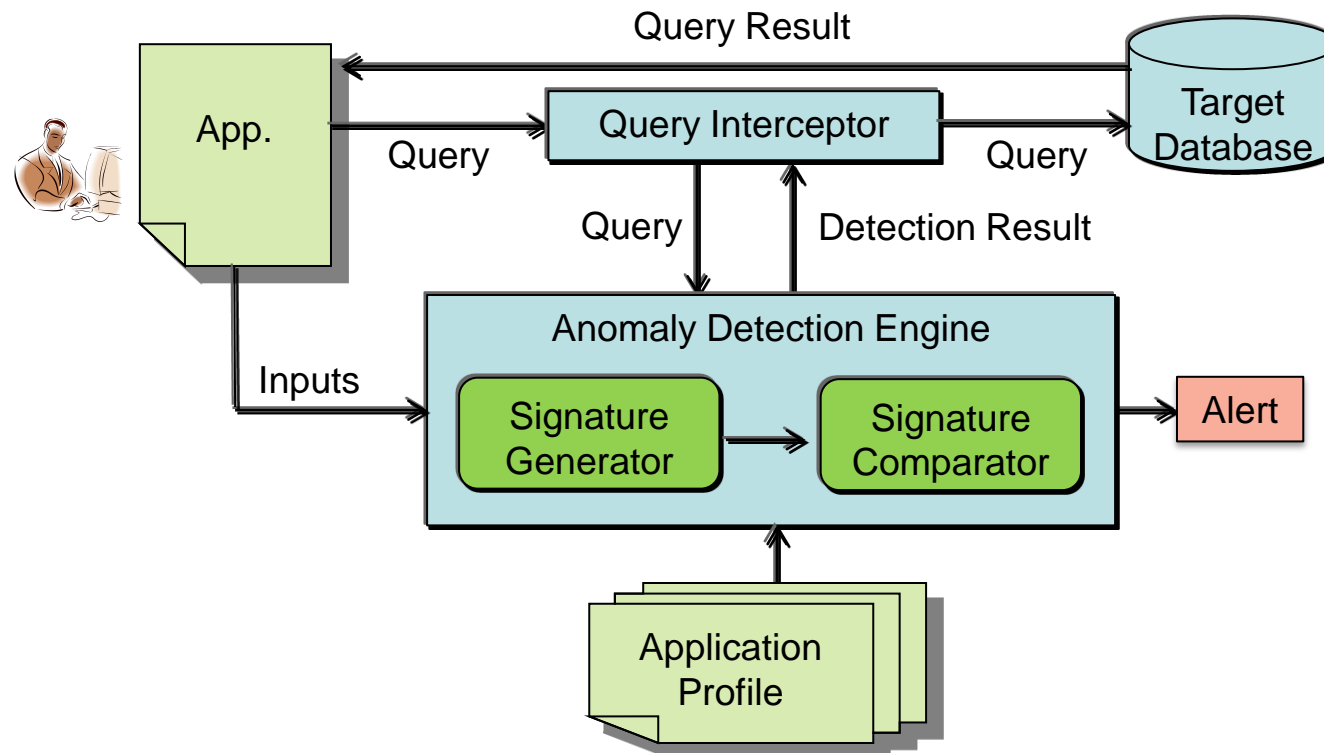 Query Result
App.
Query
Query Interceptor
Query
Target
Database
Query
Detection Result
Anomaly Detection Engine
Inputs
Signature
Generator
Signature
Comparator
Alert
Application
Profile